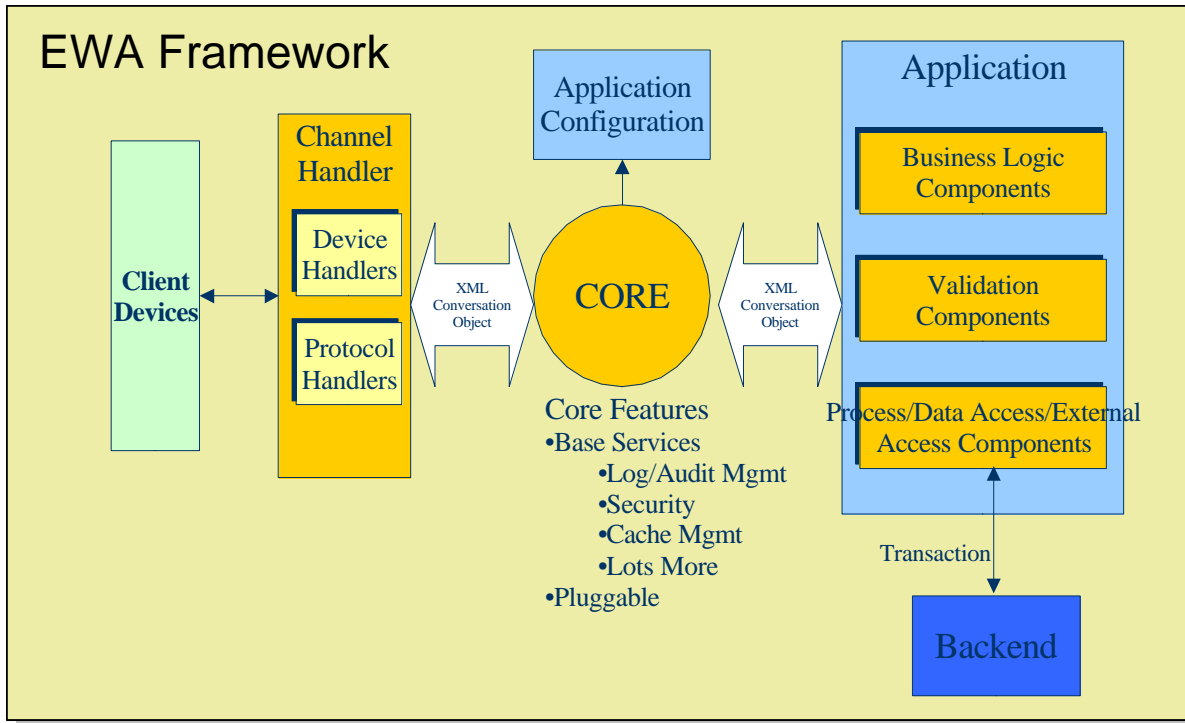 EWA Framework
Client
Devices
Channel
Handler
Device
Handlers
Protocol
Handlers
XML
Conversation
Object
Application
Configuration
CORE
Core Features
•Base Services
•Log/Audit Mgmt
•Security
•Cache Mgmt
•Lots More
•Pluggable
XML
Conversation
Object
Application
Business Logic
Components
Validation
Components
Process/Data Access/External
Access Components
Transaction
Backend